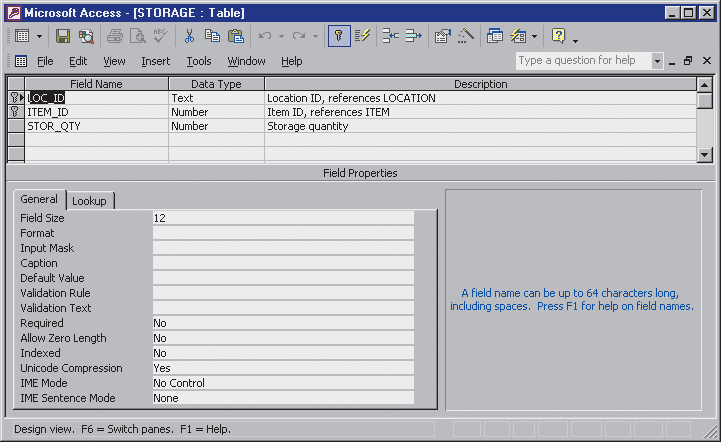 Microsoft Access - [STORAGE : Table]
ABC
File Edit View Insert Tools Window Help Type a question for help
Field Name Data Type Description
LOC_ID Text Location ID, references LOCATION
ITEM_ID Number Item ID, references ITEM
STOR_QTY Number Storage quantity
Field Properties
General Lookup
Field Size 12
Format
Input Mask
Caption
Default Value
Validation Rule
Validation Text
Required No
Allow Zero Length No
Indexed No
Unicode Compression Yes
IME Mode No Control
IME Sentence Mode None
A field name can be up to 64 characters long,
including spaces. Press F1 for help on field names.
Design view. F6 = Switch panes. F1 = Help.